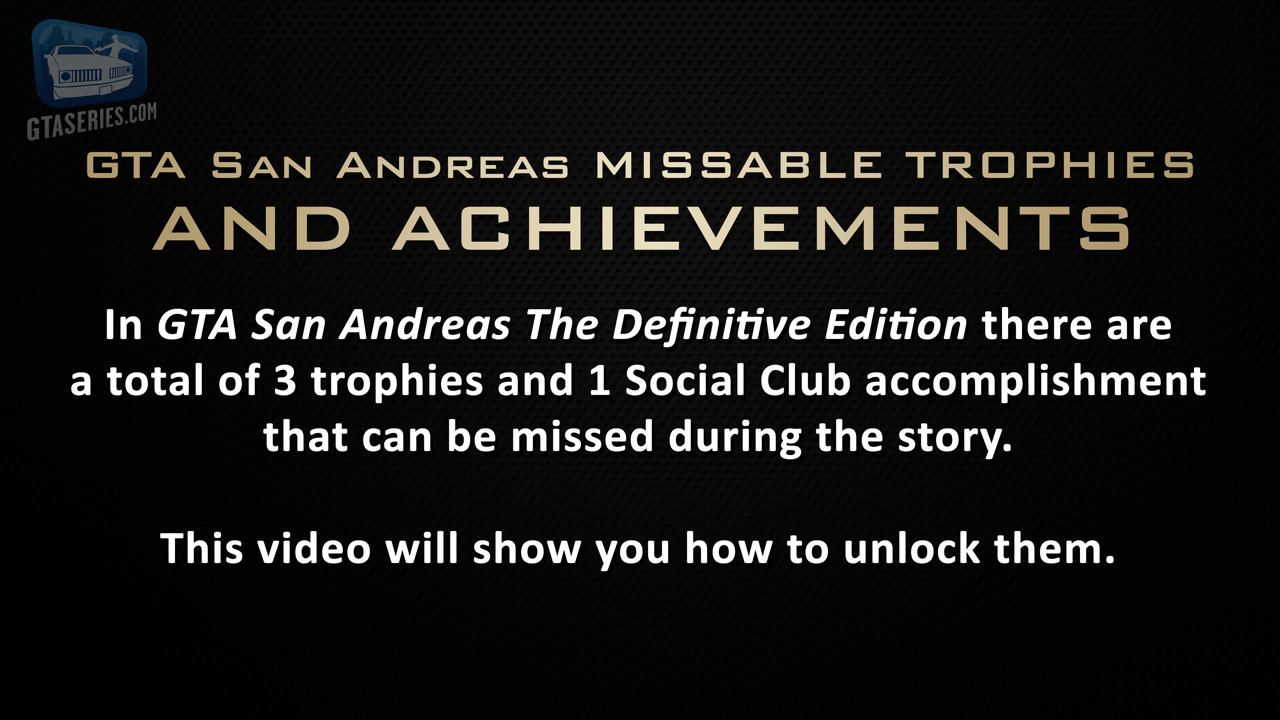 GTASERIES.COM
GTA SAN ANDREAS MISSABLE TROPHIES
AND ACHIEVEMENTS
In GTA San Andreas The Definitive Edition there are
a total of 3 trophies and 1 Social Club accomplishment
that can be missed during the story.
This video will show you how to unlock them.